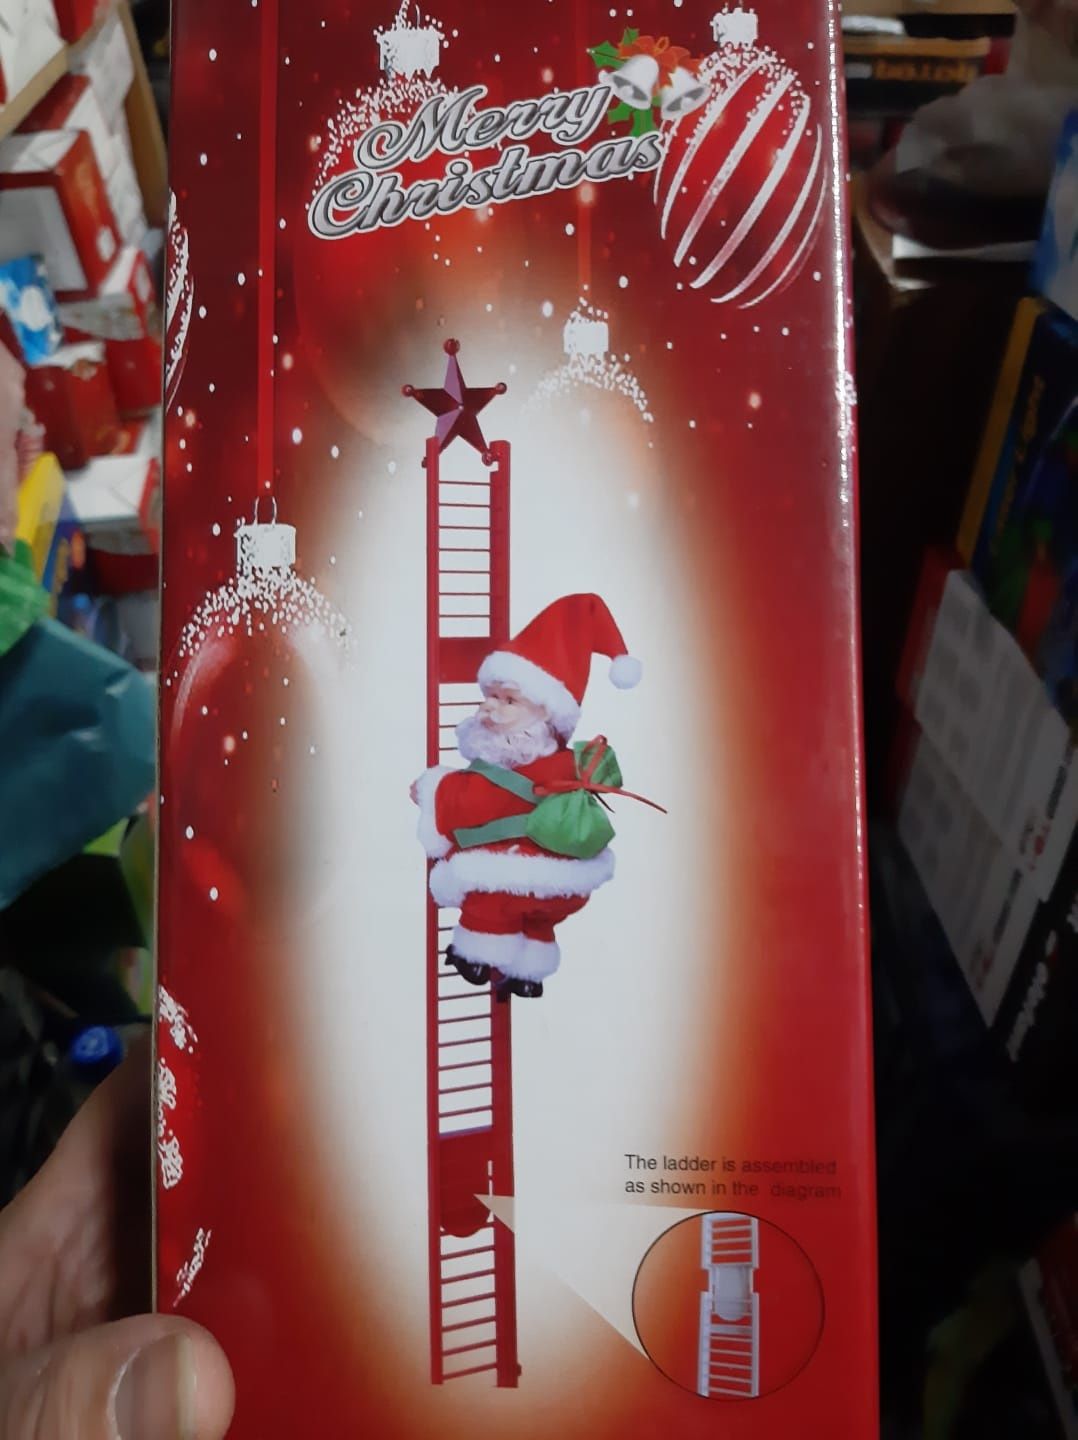 Merry
Christmas
The ladder is assembled
as shown in the diagram